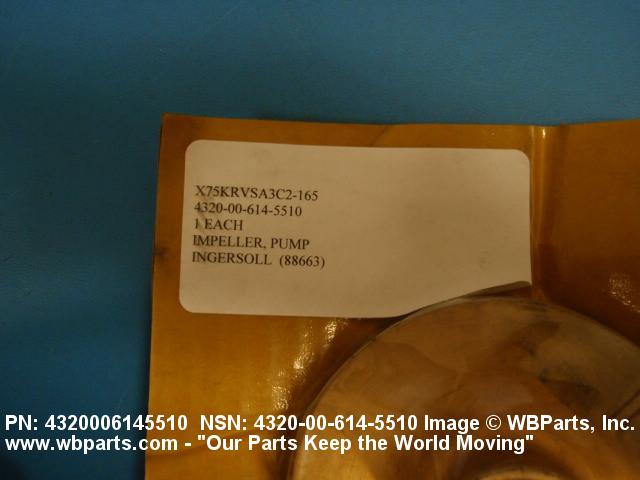 X75KRVSA3C2-165
4320-00-614-5510
1 EACH
IMPELLER, PUMP
INGERSOLL (88663)
PN: 4320006145510 NSN: 4320-00-614-5510 Image © WBParts, Inc.
www.wbparts.com - "Our Parts Keep the World Moving"